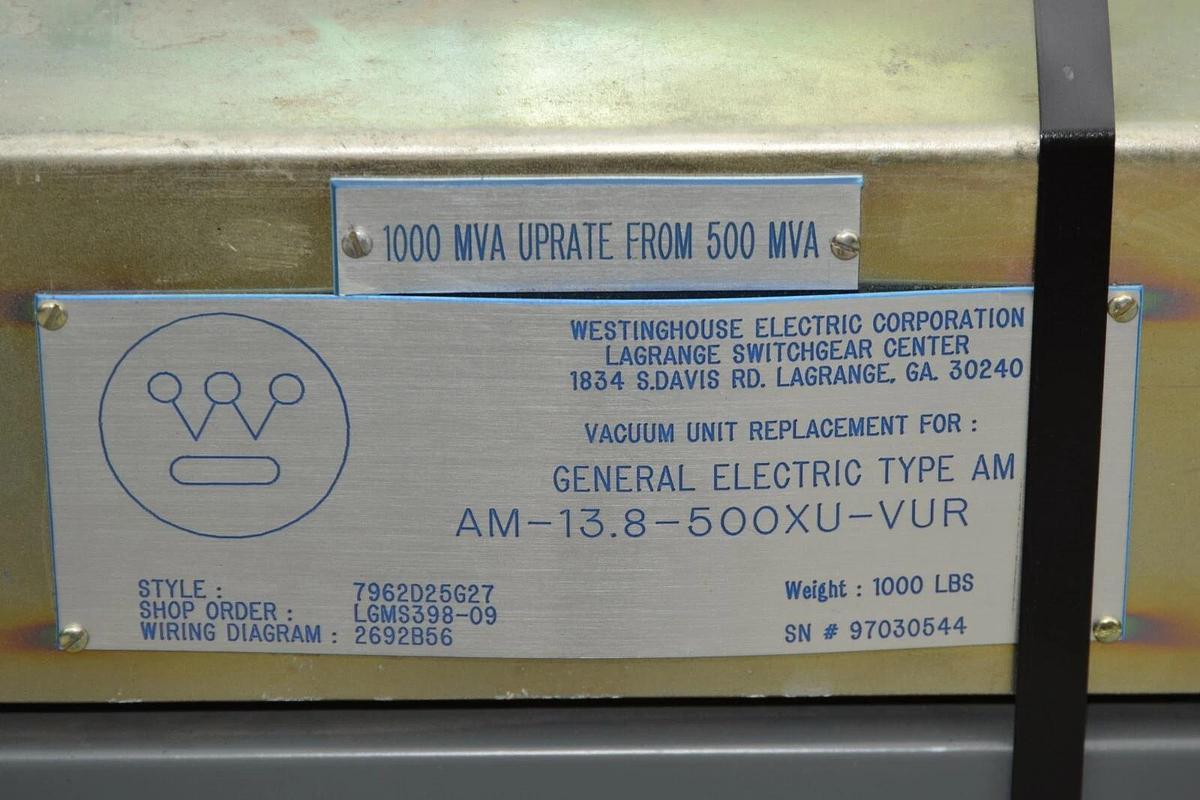 1000 MVA UPRATE FROM 500 MVA
WESTINGHOUSE ELECTRIC CORPORATION
LAGRANGE SWITCHGEAR CENTER
1834 S.DAVIS RD. LAGRANGE, GA. 30240
VACUUM UNIT REPLACEMENT FOR :
GENERAL ELECTRIC TYPE AM
AM-13.8-500XU-VUR
STYLE : 7962D25G27
SHOP ORDER : LGMS398-09
WIRING DIAGRAM : 2692B56
Weight : 1000 LBS
SN # 97030544